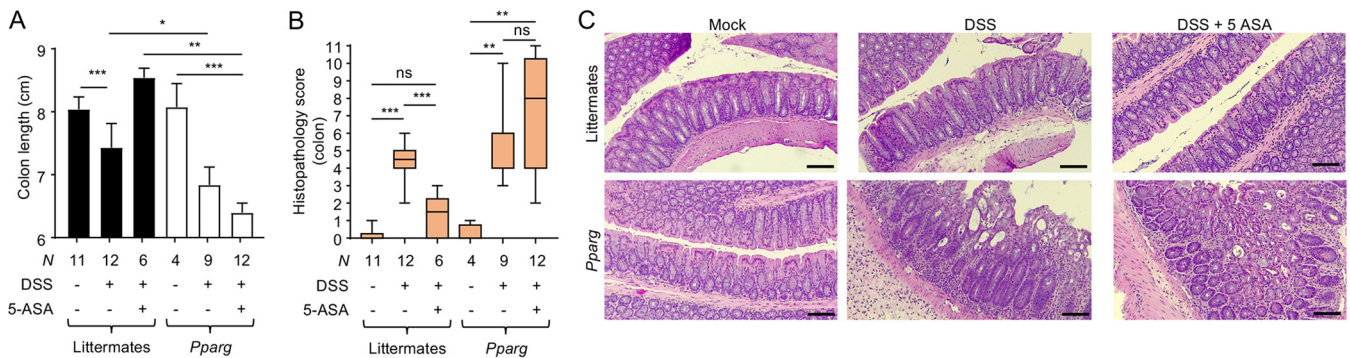 A
*
**
***
***
Colon length (cm)
9
8
7
6
N 11 12 6 4 9 12
DSS - + + - + +
5-ASA - - + - - +
Littermates Pparg
B
**
ns
ns
**
***
***
Histopathology score
(colon)
11
10
9
8
7
6
5
4
3
2
1
0
N 11 12 6 4 9 12
DSS - + + - + +
5-ASA - - + - - +
Littermates Pparg
C
Mock DSS DSS + 5 ASA
Littermates
Pparg